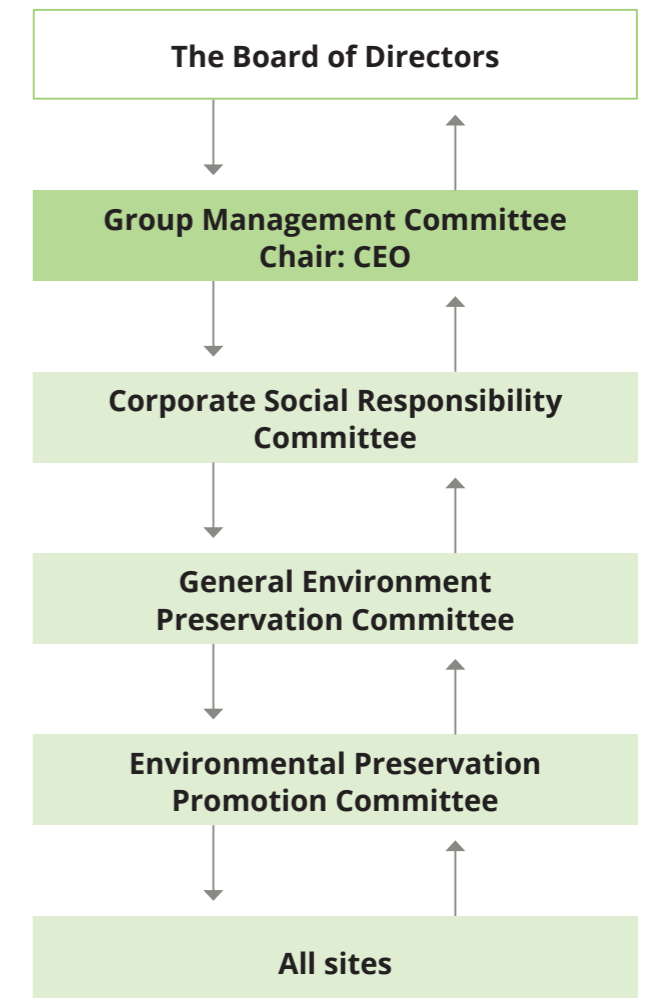 The Board of Directors
Group Management Committee
Chair: CEO
Corporate Social Responsibility
Committee
General Environment
Preservation Committee
Environmental Preservation
Promotion Committee
All sites